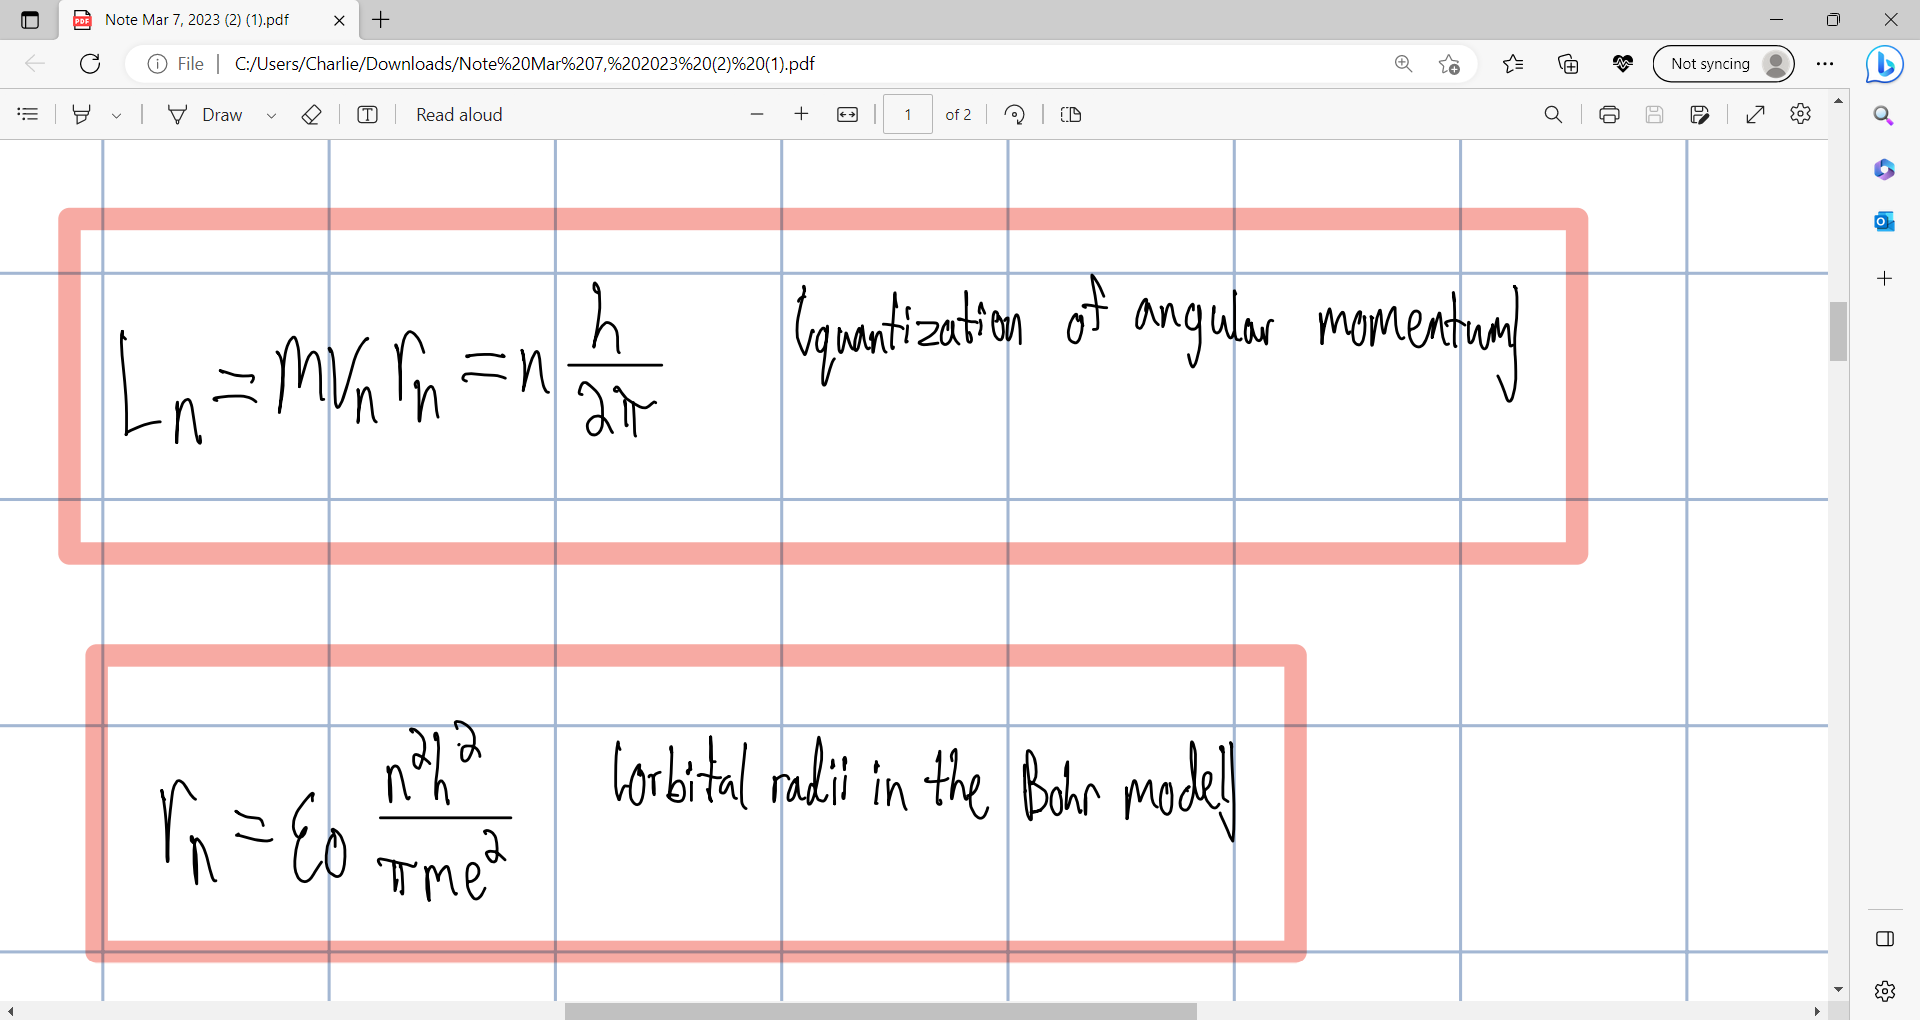 Note Mar 7, 2023 (2) (1).pdf
File | C:/Users/Charlie/Downloads/Note%20Mar%207,%202023%20(2)%20(1).pdf
Not syncing
Draw
T
Read aloud
1 of 2
Lₙ = mvₙrₙ = n h/2π (quantization of angular momentum)
rₙ = ε₀ n²h²/πme² (orbital radii in the Bohr model)